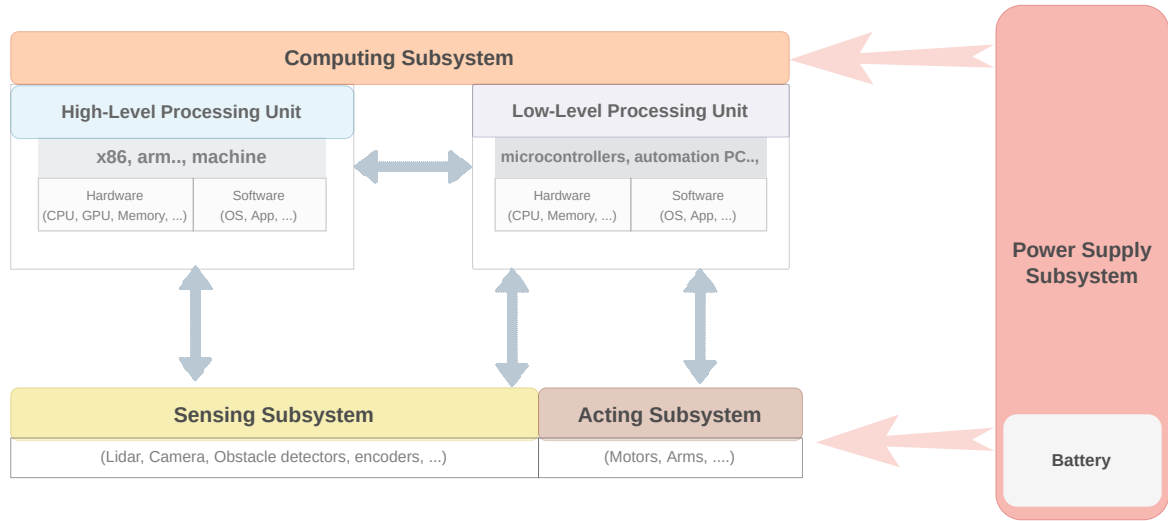 Computing Subsystem
High-Level Processing Unit
x86, arm.., machine
Hardware
(CPU, GPU, Memory, ...)
Software
(OS, App, ...)
Low-Level Processing Unit
microcontrollers, automation PC..,
Hardware
(CPU, Memory, ...)
Software
(OS, App, ...)
Power Supply
Subsystem
Battery
Sensing Subsystem
(Lidar, Camera, Obstacle detectors, encoders, ...)
Acting Subsystem
(Motors, Arms, ....)